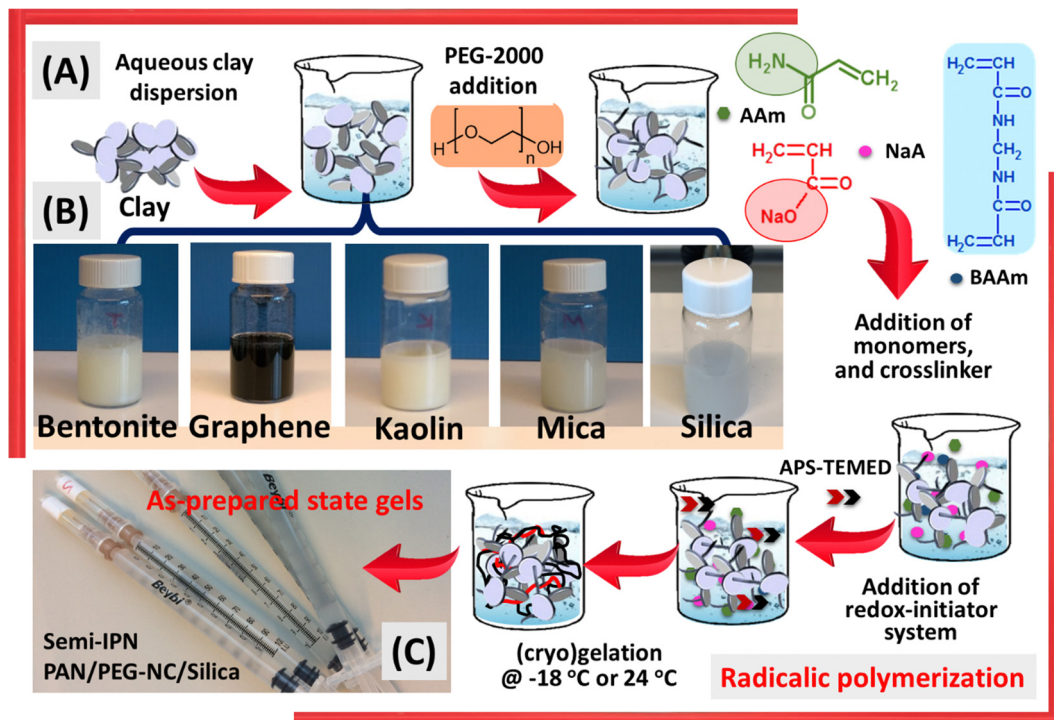 (A)
Aqueous clay
dispersion
Clay
PEG-2000
addition
H
O
n
OH
H₂N
CH₂
O
AAm
H₂C=CH
C=O
NaO
NaA
H₂C=CH
C=O
NH
CH₂
NH
C=O
H₂C=CH
BAAm
Addition of
monomers,
and crosslinker
(B)
Bentonite
Graphene
Kaolin
Mica
Silica
APS-TEMED
Addition of
redox-initiator
system
Radicalic polymerization
(cryo)gelation
@ -18 °C or 24 °C
(C)
As-prepared state gels
Beybi®
Semi-IPN
PAN/PEG-NC/Silica